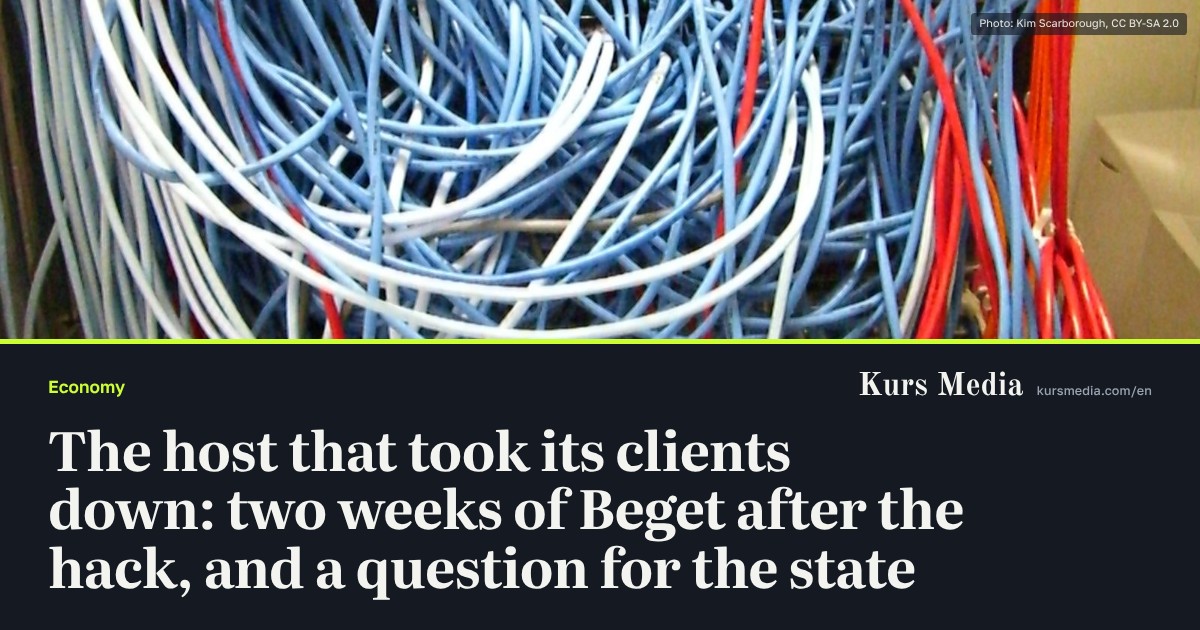 Photo: Kim Scarborough, CC BY-SA 2.0
Economy
Kurs Media kursmedia.com/en
The host that took its clients
down: two weeks of Beget after the
hack, and a question for the state